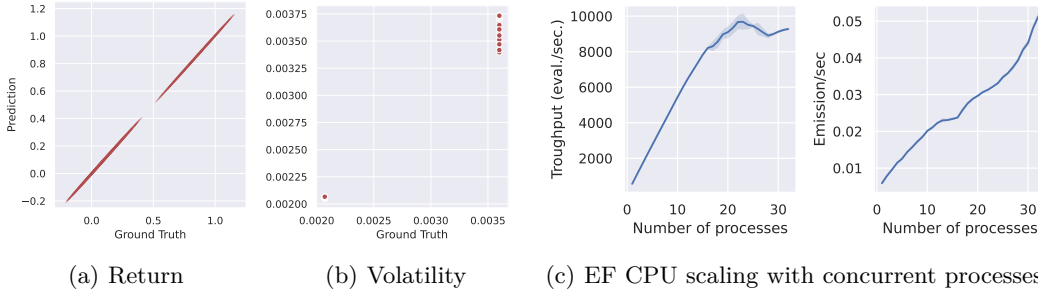 1.2
1.0
0.8
0.6
0.4
0.2
0.0
−0.2
Prediction
0.0 0.5 1.0
Ground Truth
(a) Return
0.00375
0.00350
0.00325
0.00300
0.00275
0.00250
0.00225
0.00200
0.0020 0.0025 0.0030 0.0035
Ground Truth
(b) Volatility
10000
8000
6000
4000
2000
Troughput (eval./sec.)
0 10 20 30
Number of processes
0.05
0.04
0.03
0.02
0.01
Emission/sec
0 10 20 30
Number of processes
(c) EF CPU scaling with concurrent processes